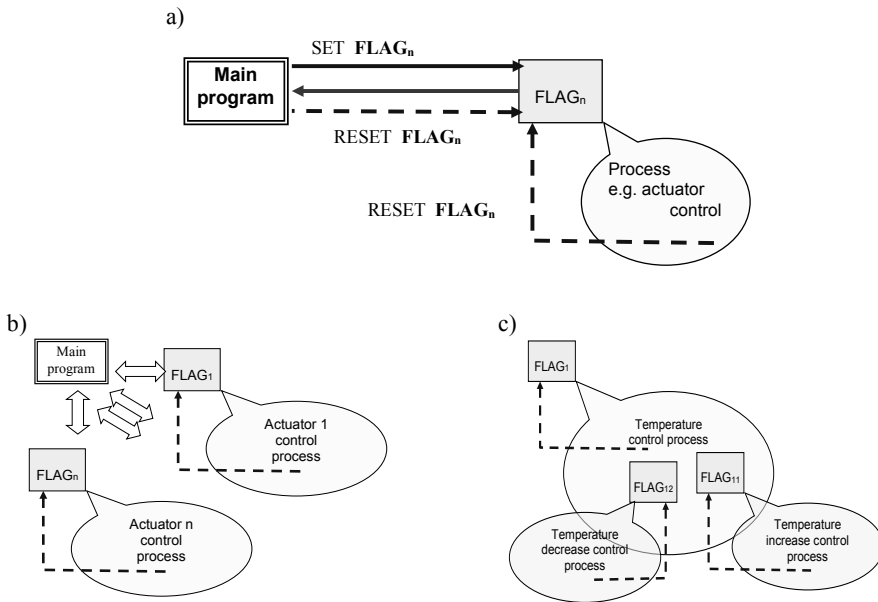 a)
SET FLAGn
Main
program
FLAGn
RESET FLAGn
Process
e.g. actuator
control
RESET FLAGn
b)
Main
program
FLAG1
Actuator 1
control
process
FLAGn
Actuator n
control
process
c)
FLAG1
Temperature
control process
FLAG12
FLAG11
Temperature
decrease control
process
Temperature
increase control
process